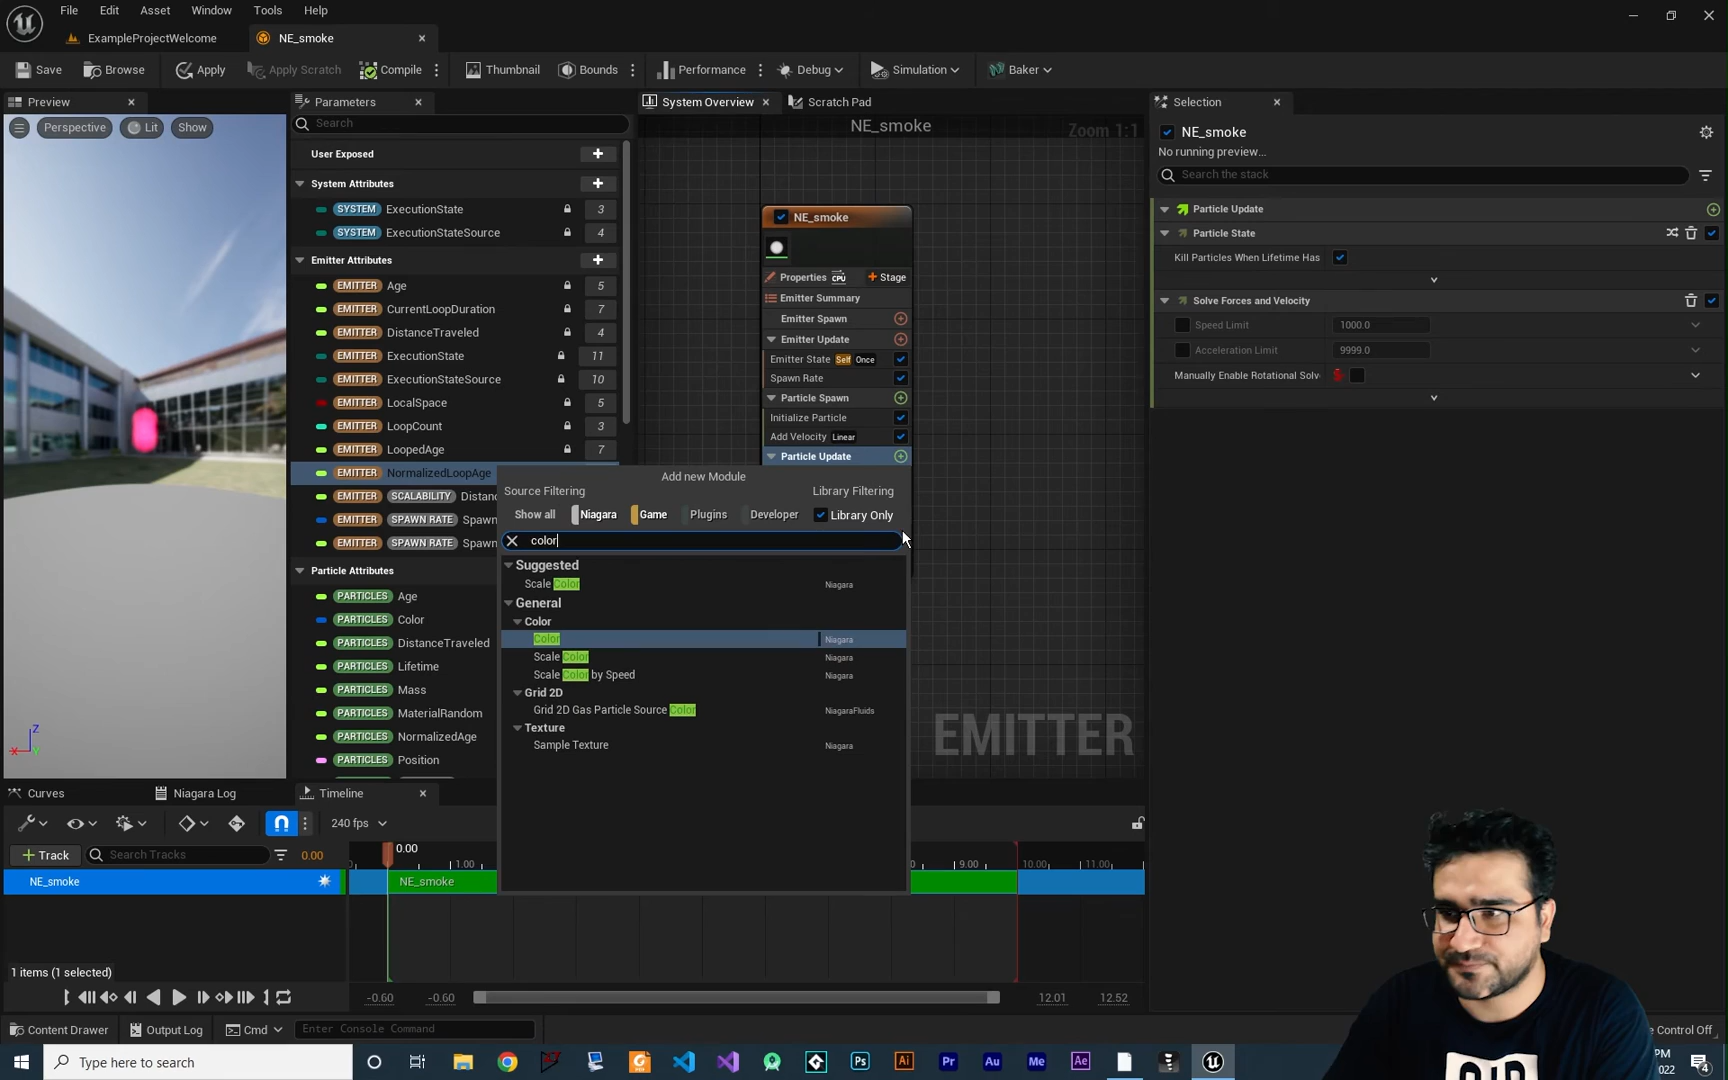 File Edit Asset Window Tools Help
ExampleProjectWelcome NE_smoke
Save Browse Apply Apply Scratch Compile Thumbnail Bounds Performance Debug Simulation Baker
Preview Parameters System Overview Scratch Pad Selection
Perspective Lit Show
Search
NE_smoke Zoom 1:1
User Exposed
System Attributes
SYSTEM ExecutionState 3
SYSTEM ExecutionStateSource 4
Emitter Attributes
EMITTER Age 5
EMITTER CurrentLoopDuration 7
EMITTER DistanceTraveled 4
EMITTER ExecutionState 11
EMITTER ExecutionStateSource 10
EMITTER LocalSpace 5
EMITTER LoopCount 3
EMITTER LoopedAge 7
EMITTER NormalizedLoopAge
EMITTER SCALABILITY Distanc
EMITTER SPAWN RATE Spawn
EMITTER SPAWN RATE Spawn
Particle Attributes
PARTICLES Age
PARTICLES Color
PARTICLES DistanceTraveled
PARTICLES Lifetime
PARTICLES Mass
PARTICLES MaterialRandom
PARTICLES NormalizedAge
PARTICLES Position
Z
X
Y
NE_smoke
Properties CPU Stage
Emitter Summary
Emitter Spawn
Emitter Update
Emitter State Self Once
Spawn Rate
Particle Spawn
Initialize Particle
Add Velocity Linear
Particle Update
Add new Module
Source Filtering Library Filtering
Show all Niagara Game Plugins Developer Library Only
color
Suggested
Scale Color Niagara
General
Color
Color Niagara
Scale Color Niagara
Scale Color by Speed Niagara
Grid 2D
Grid 2D Gas Particle Source Color NiagaraFluids
Texture
Sample Texture Niagara
EMITTER
NE_smoke
No running preview...
Search the stack
Particle Update
Particle State
Kill Particles When Lifetime Has
Solve Forces and Velocity
Speed Limit 1000.0
Acceleration Limit 9999.0
Manually Enable Rotational Solv
Curves Niagara Log Timeline
240 fps
Track Search Tracks 0.00
0.00
1.00 0 9.00 10.00 11.00
NE_smoke NE_smoke
1 items (1 selected)
-0.60 -0.60 12.01 12.52
Content Drawer Output Log Cmd Enter Console Command e Control Off
Type here to search
Ps Ai Pr Au Me Ae
PM
022
4